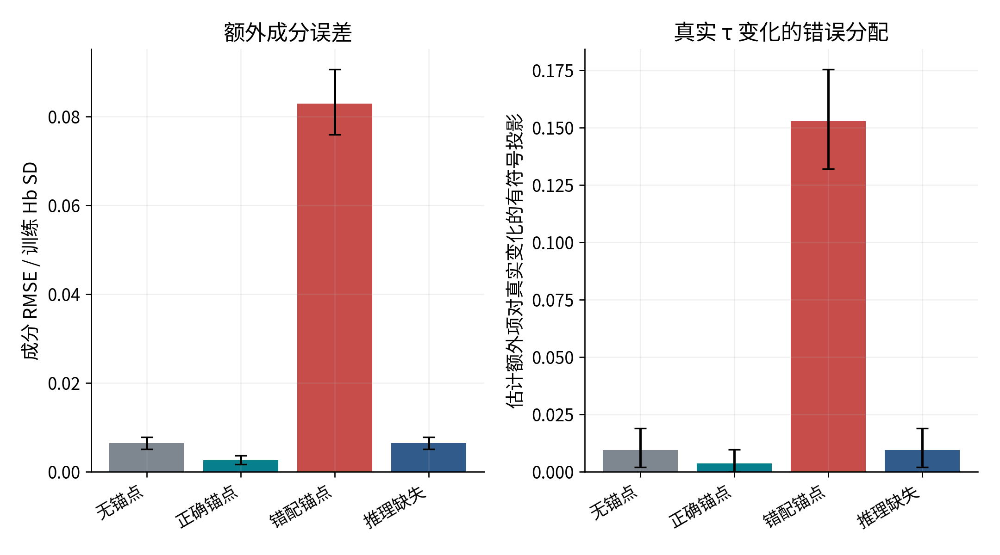 额外成分误差
成分 RMSE / 训练 Hb SD
0.08
0.06
0.04
0.02
0.00
无锚点
正确锚点
错配锚点
推理缺失
真实 τ 变化的错误分配
估计额外项对真实变化的有符号投影
0.175
0.150
0.125
0.100
0.075
0.050
0.025
0.000
无锚点
正确锚点
错配锚点
推理缺失